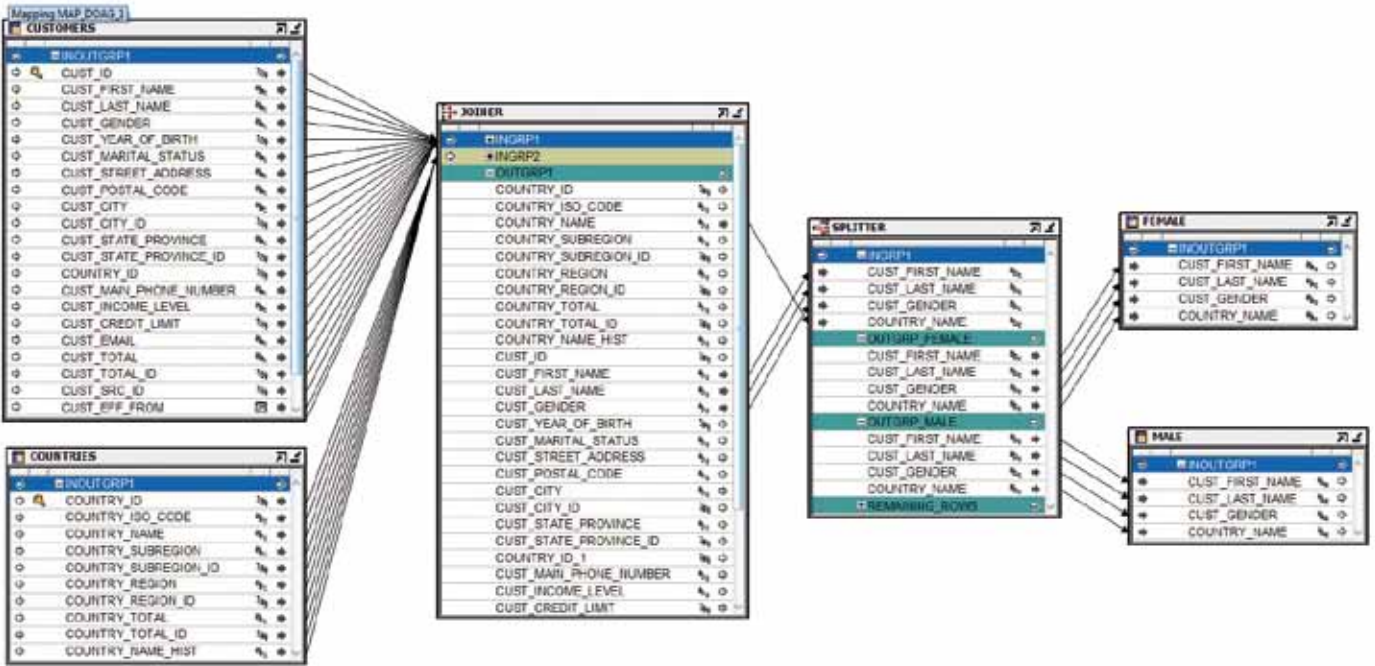 Mapping MAP_DOAG_1
CUSTOMERS
INOUTGRP1
CUST_ID
CUST_FIRST_NAME
CUST_LAST_NAME
CUST_GENDER
CUST_YEAR_OF_BIRTH
CUST_MARITAL_STATUS
CUST_STREET_ADDRESS
CUST_POSTAL_CODE
CUST_CITY
CUST_CITY_ID
CUST_STATE_PROVINCE
CUST_STATE_PROVINCE_ID
COUNTRY_ID
CUST_MAIN_PHONE_NUMBER
CUST_INCOME_LEVEL
CUST_CREDIT_LIMIT
CUST_EMAIL
CUST_TOTAL
CUST_TOTAL_ID
CUST_SRC_ID
CUST_EFF_FROM
COUNTRIES
INOUTGRP1
COUNTRY_ID
COUNTRY_ISO_CODE
COUNTRY_NAME
COUNTRY_SUBREGION
COUNTRY_SUBREGION_ID
COUNTRY_REGION
COUNTRY_REGION_ID
COUNTRY_TOTAL
COUNTRY_TOTAL_ID
COUNTRY_NAME_HIST
JOINER
INGRP1
INGRP2
OUTGRP1
COUNTRY_ID
COUNTRY_ISO_CODE
COUNTRY_NAME
COUNTRY_SUBREGION
COUNTRY_SUBREGION_ID
COUNTRY_REGION
COUNTRY_REGION_ID
COUNTRY_TOTAL
COUNTRY_TOTAL_ID
COUNTRY_NAME_HIST
CUST_ID
CUST_FIRST_NAME
CUST_LAST_NAME
CUST_GENDER
CUST_YEAR_OF_BIRTH
CUST_MARITAL_STATUS
CUST_STREET_ADDRESS
CUST_POSTAL_CODE
CUST_CITY
CUST_CITY_ID
CUST_STATE_PROVINCE
CUST_STATE_PROVINCE_ID
COUNTRY_ID_1
CUST_MAIN_PHONE_NUMBER
CUST_INCOME_LEVEL
CUST_CREDIT_LIMIT
SPLITTER
INGRP1
CUST_FIRST_NAME
CUST_LAST_NAME
CUST_GENDER
COUNTRY_NAME
OUTGRP_FEMALE
CUST_FIRST_NAME
CUST_LAST_NAME
CUST_GENDER
COUNTRY_NAME
OUTGRP_MALE
CUST_FIRST_NAME
CUST_LAST_NAME
CUST_GENDER
COUNTRY_NAME
REMAINING_ROWS
FEMALE
INOUTGRP1
CUST_FIRST_NAME
CUST_LAST_NAME
CUST_GENDER
COUNTRY_NAME
MALE
INOUTGRP1
CUST_FIRST_NAME
CUST_LAST_NAME
CUST_GENDER
COUNTRY_NAME